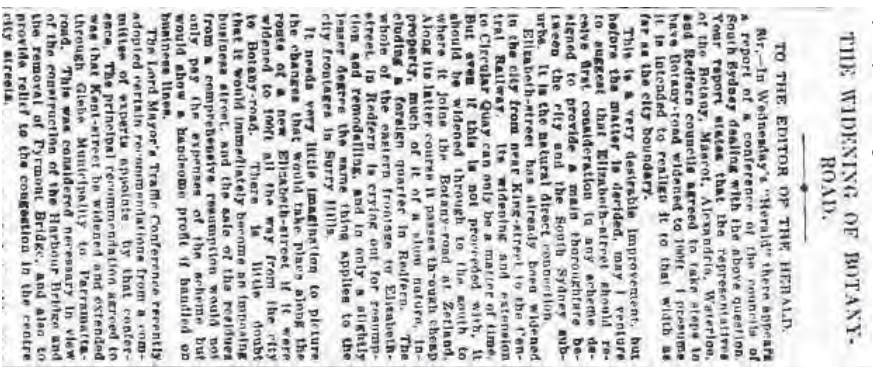 THE WIDENING OF BOTANY-
ROAD.
TO THE EDITOR OF THE HERALD.
Sir,—In Wednesday's "Herald" there appears
a report of a conference of the councils of
South Sydney dealing with the above question.
Your report states that the representatives
of the Botany, Mascot, Alexandria, Waterloo,
and Redfern councils agreed to take steps to
have Botany-road widened to 100ft. I presume
it is intended to realign it to that width as
far as the city boundary.
This is a very desirable improvement, but
before the matter is decided, may I venture
to suggest that Elizabeth-street should re-
ceive first consideration in any scheme de-
signed to provide a main thoroughfare be-
tween the city and the South Sydney sub-
urbs. It is the natural direct connection.
Elizabeth-street has already been widened
in the city from near King-street to the Cen-
tral Railway. Its widening and extension
to Circular Quay can only be a matter of time.
But even if this is not proceeded with, it
should be widened through to the south to
where it joins the Botany-road at Zetland.
Along its latter course it passes through cheap
property, much of it of a slum nature, in-
cluding a foreign quarter in Redfern. The
whole of the eastern frontage to Elizabeth-
street in Redfern is crying out for resump-
tion and remodelling, and in only a slightly
lesser degree the same thing applies to the
city frontages in Surry Hills.
It needs very little imagination to picture
the changes that would take place along the
route of a new Elizabeth-street if it were
widened to 100ft all the way from the city
to Botany-road. There is little doubt
that it would immediately become an imposing
business street, and the sale of the residues
from a comprehensive resumption would not
only pay the expenses of the scheme but
would show a handsome profit if handled on
business lines.
The Lord Mayor's Traffic Conference recently
adopted certain recommendations from a com-
mittee of experts appointe by that confer-
ence. The principal recommendation agreed to
was that Kent-street be widened and extended
through Glebe Municipality to Parramatta-
road. This was considered necessary in view
of the construction of the Harbour Bridge and
the removal of Pyrmont Bridge, and also to
provide relief to the congestion in the centre
city streets.